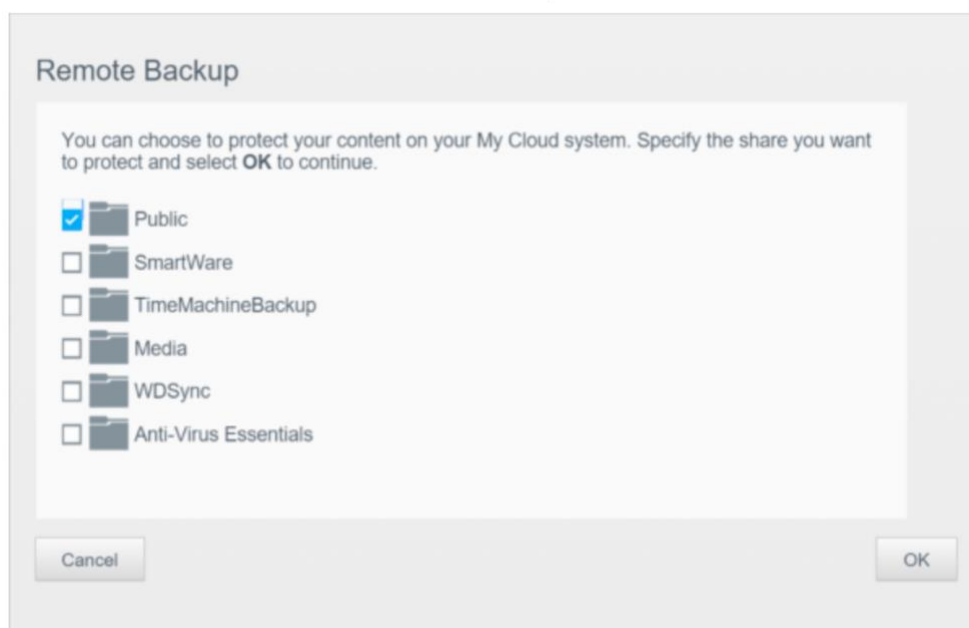 Remote Backup
You can choose to protect your content on your My Cloud system. Specify the share you want
to protect and select OK to continue.
Public
SmartWare
TimeMachineBackup
Media
WDSync
Anti-Virus Essentials
Cancel
OK